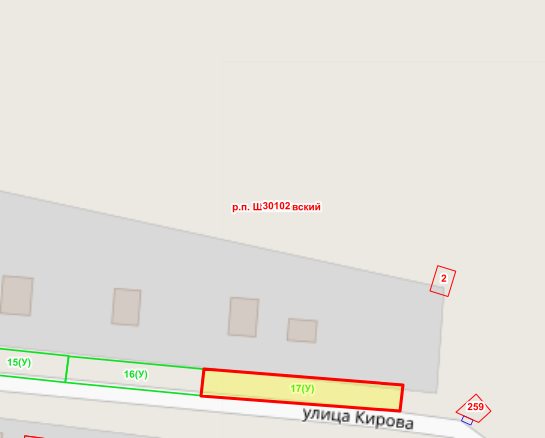 р.п. Ш30102вский
2
15(У)
16(У)
17(У)
259
улица Кирова